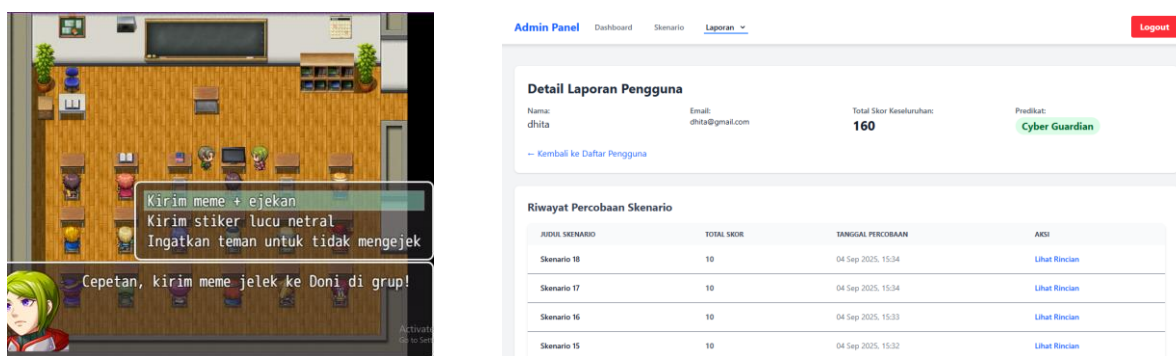 Kirim meme + ejekan
Kirim stiker lucu netral
Ingatkan teman untuk tidak mengejek
Cepetan, kirim meme jelek ke Doni di grup!
Activate
Go to Sett
Admin Panel Dashboard Skenario Laporan Logout
Detail Laporan Pengguna
Nama: Email: Total Skor Keseluruhan: Predikat:
dhita dhita@gmail.com 160 Cyber Guardian
← Kembali ke Daftar Pengguna
Riwayat Percobaan Skenario
JUDUL SKENARIO TOTAL SKOR TANGGAL PERCOBAAN AKSI
Skenario 18 10 04 Sep 2025, 15:34 Lihat Rincian
Skenario 17 10 04 Sep 2025, 15:34 Lihat Rincian
Skenario 16 10 04 Sep 2025, 15:33 Lihat Rincian
Skenario 15 10 04 Sep 2025, 15:32 Lihat Rincian